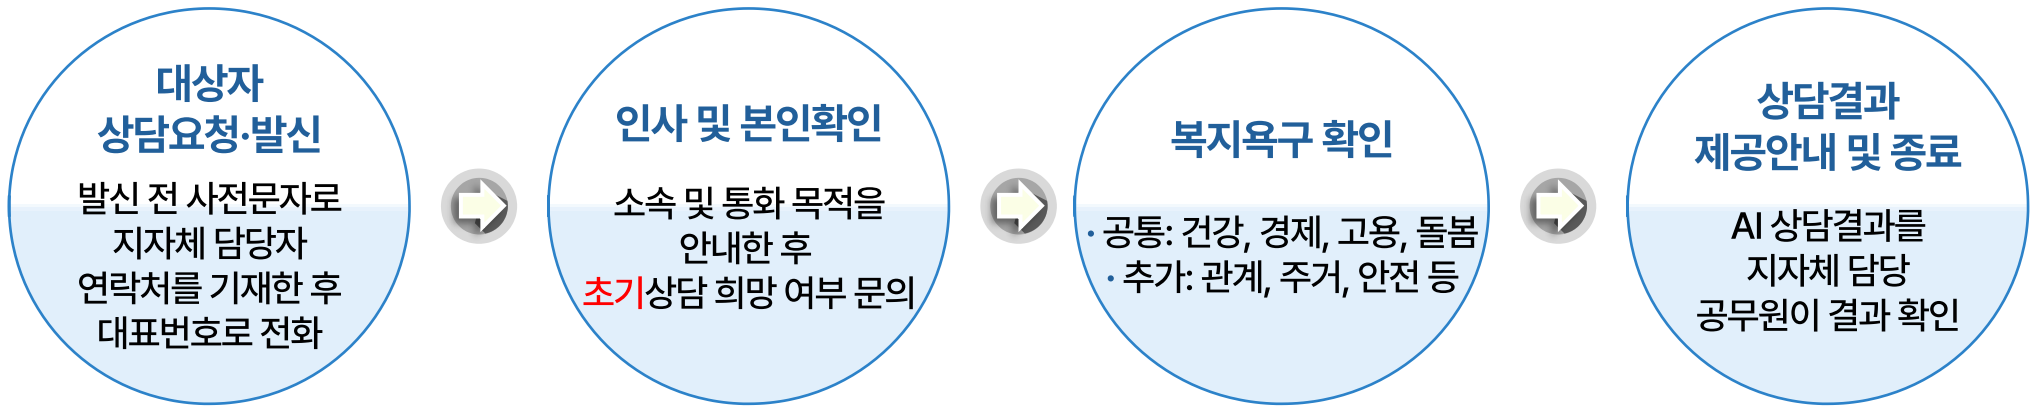 대상자
상담요청·발신
발신 전 사전문자로
지자체 담당자
연락처를 기재한 후
대표번호로 전화
인사 및 본인확인
소속 및 통화 목적을
안내한 후
초기상담 희망 여부 문의
복지욕구 확인
· 공통: 건강, 경제, 고용, 돌봄
· 추가: 관계, 주거, 안전 등
상담결과
제공안내 및 종료
AI 상담결과를
지자체 담당
공무원이 결과 확인